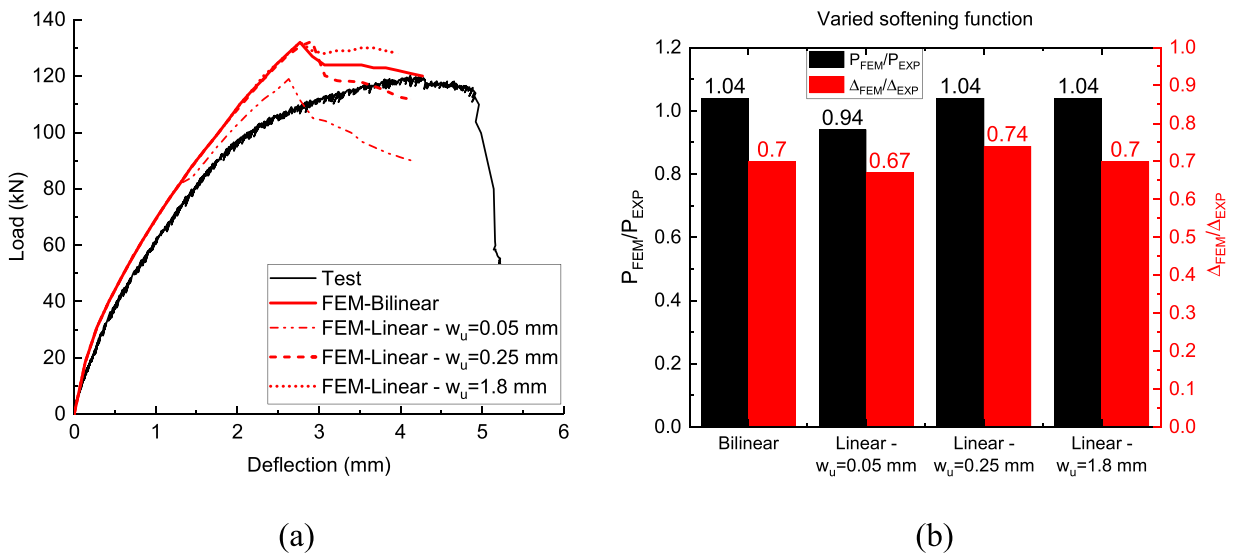 140
120
100
80
60
40
20
0
Load (kN)
0 1 2 3 4 5 6
Deflection (mm)
Test
FEM-Bilinear
FEM-Linear - wu=0.05 mm
FEM-Linear - wu=0.25 mm
FEM-Linear - wu=1.8 mm
(a)
Varied softening function
1.2
1.0
0.8
0.6
0.4
0.2
0.0
PFEM/PEXP
PFEM/PEXP
ΔFEM/ΔEXP
1.04 0.94 1.04 1.04
0.7 0.67 0.74 0.7
1.0
0.9
0.8
0.7
0.6
0.5
0.4
0.3
0.2
0.1
0.0
ΔFEM/ΔEXP
Bilinear Linear - Linear - Linear -
wu=0.05 mm wu=0.25 mm wu=1.8 mm
(b)